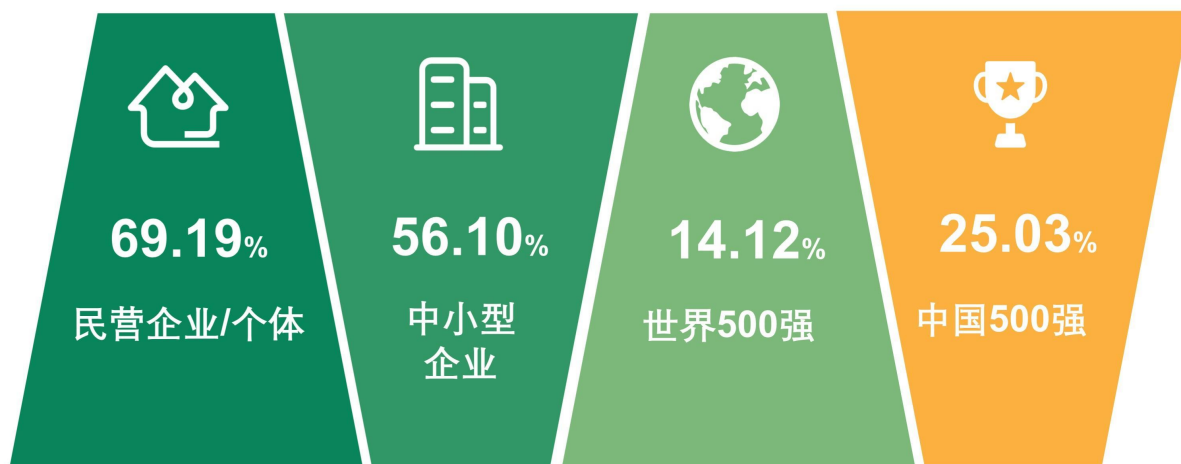 69.19%
民营企业/个体
56.10%
中小型
企业
14.12%
世界500强
25.03%
中国500强